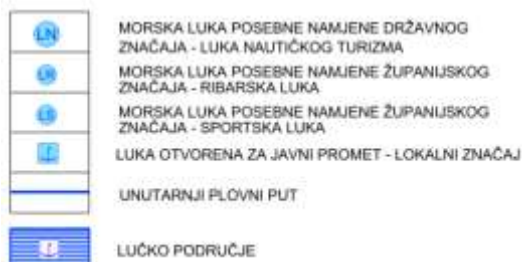 LN MORSKA LUKA POSEBNE NAMJENE DRŽAVNOG
ZNAČAJA - LUKA NAUTIČKOG TURIZMA
LR MORSKA LUKA POSEBNE NAMJENE ŽUPANIJSKOG
ZNAČAJA - RIBARSKA LUKA
LS MORSKA LUKA POSEBNE NAMJENE ŽUPANIJSKOG
ZNAČAJA - SPORTSKA LUKA
LUKA OTVORENA ZA JAVNI PROMET - LOKALNI ZNAČAJ
UNUTARNJI PLOVNI PUT
LUČKO PODRUČJE